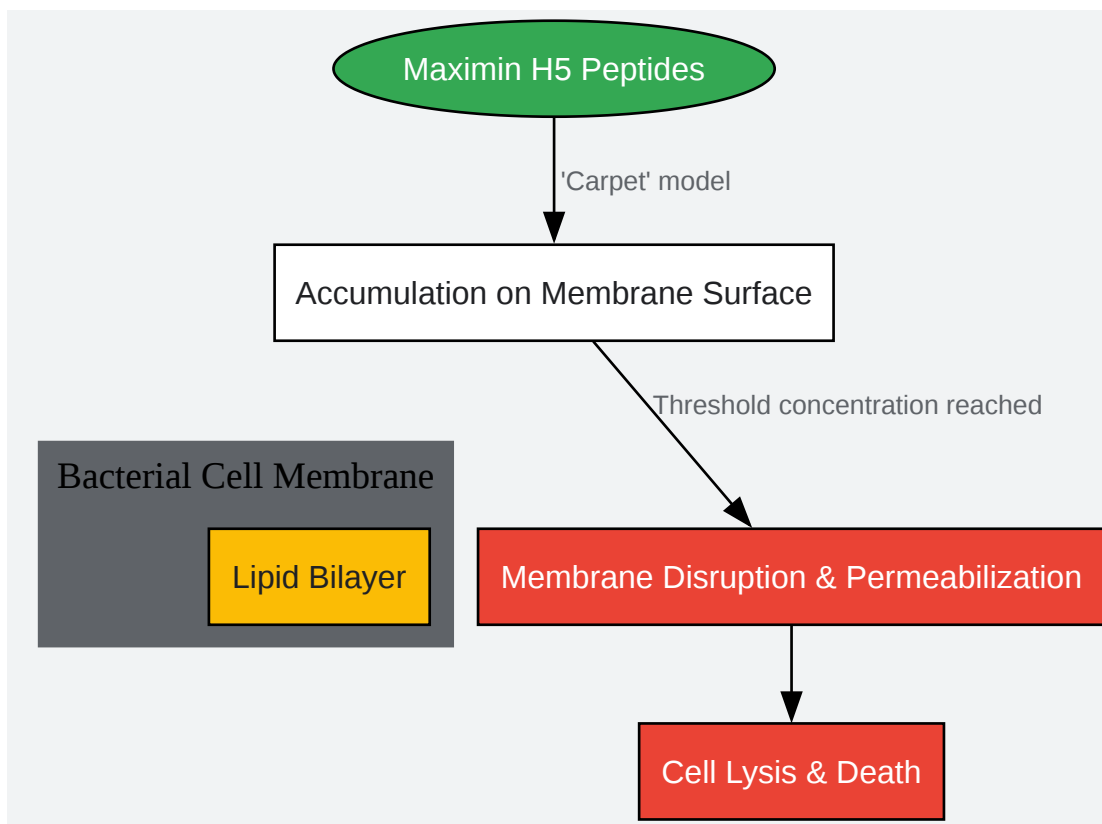 Maximin H5 Peptides
'Carpet' model
Accumulation on Membrane Surface
Threshold concentration reached
Bacterial Cell Membrane
Lipid Bilayer
Membrane Disruption & Permeabilization
Cell Lysis & Death